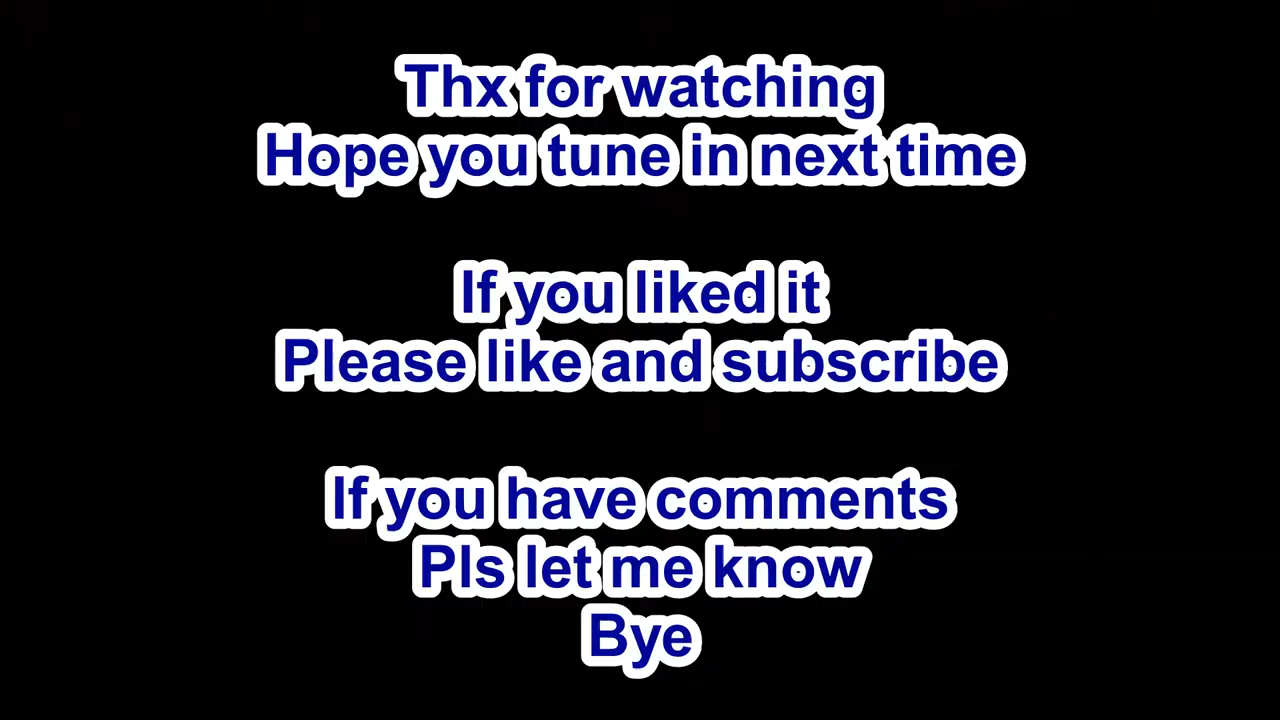 Thx for watching
Hope you tune in next time
If you liked it
Please like and subscribe
If you have comments
Pls let me know
Bye